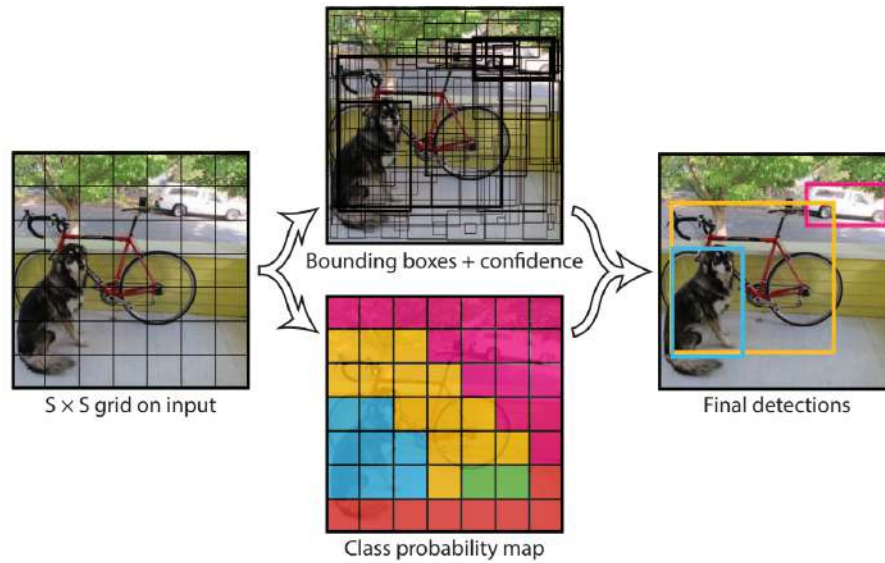 Bounding boxes + confidence
S × S grid on input
Final detections
Class probability map